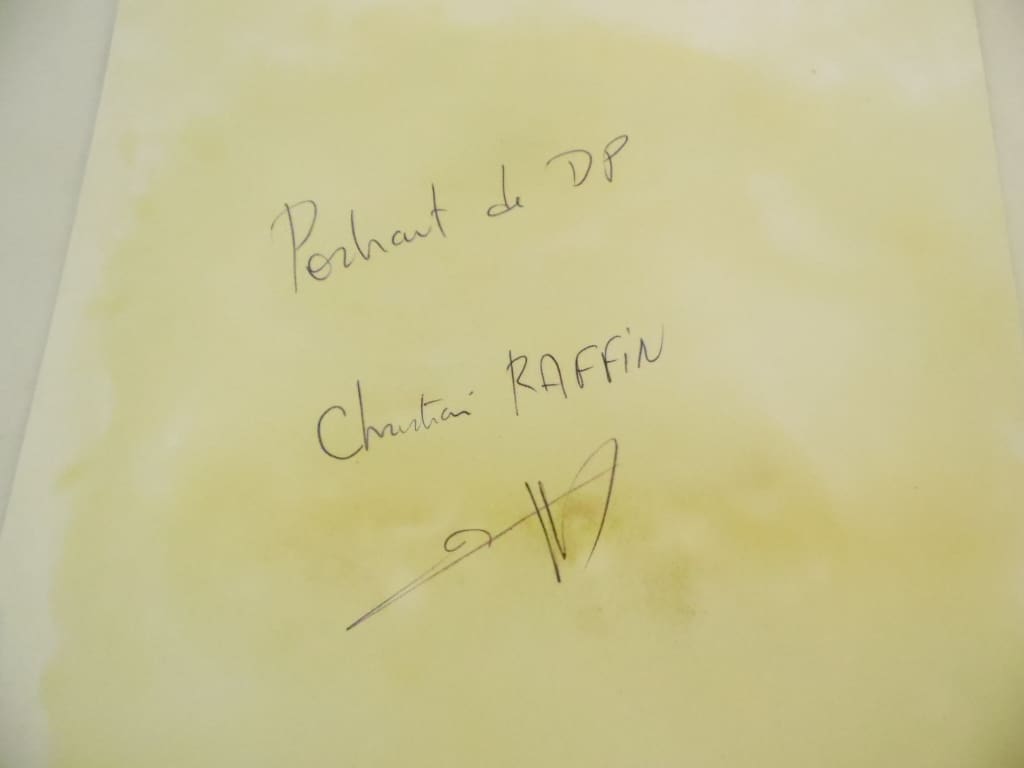 Portrait de DP
Christian RAFFiN